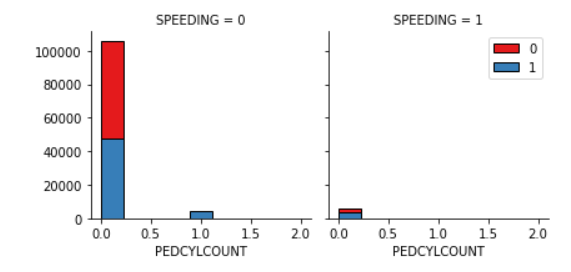 SPEEDING = 0
SPEEDING = 1
100000
80000
60000
40000
20000
0
0
1
0.0 0.5 1.0 1.5 2.0
0.0 0.5 1.0 1.5 2.0
PEDCYLCOUNT
PEDCYLCOUNT